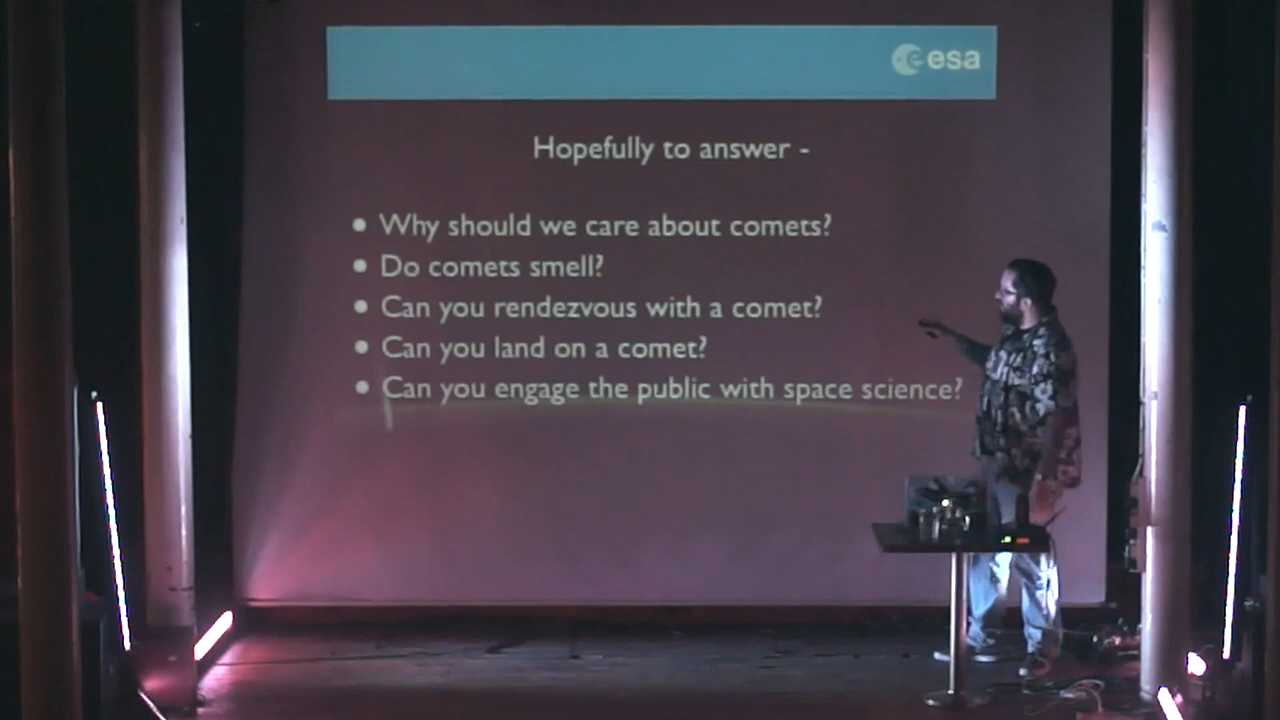 esa
Hopefully to answer -
• Why should we care about comets?
• Do comets smell?
• Can you rendezvous with a comet?
• Can you land on a comet?
• Can you engage the public with space science?